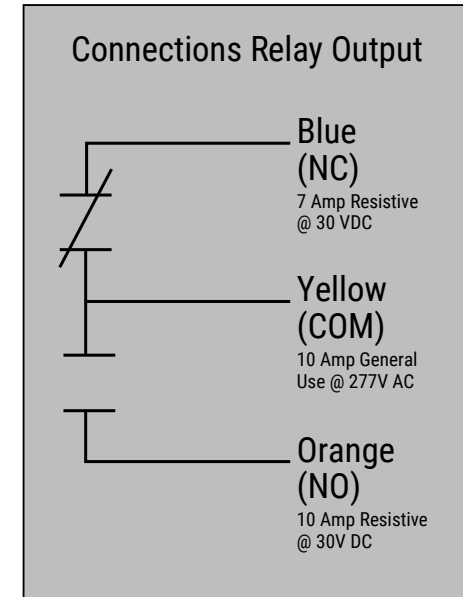 Connections Relay Output
Blue
(NC)
7 Amp Resistive
@ 30 VDC
Yellow
(COM)
10 Amp General
Use @ 277V AC
Orange
(NO)
10 Amp Resistive
@ 30V DC